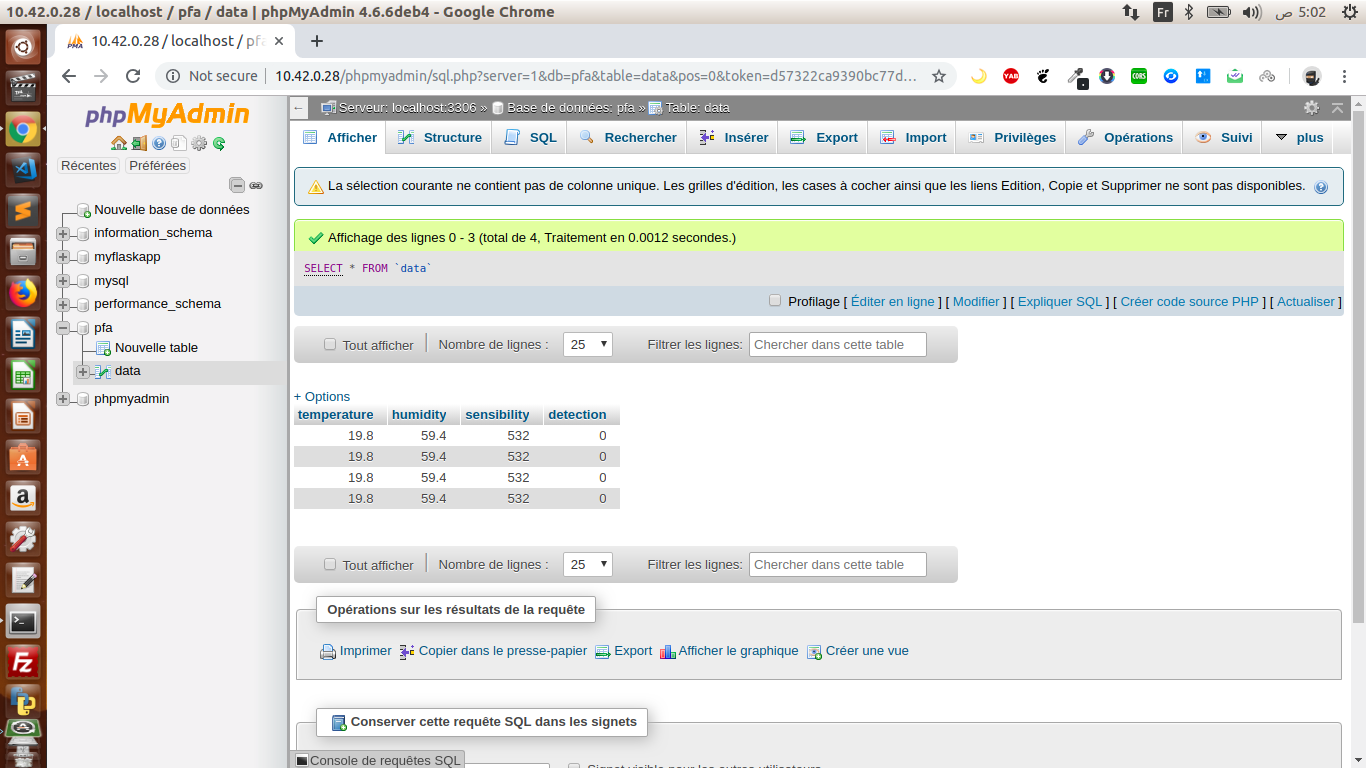 10.42.0.28 / localhost / pfa / data | phpMyAdmin 4.6.6deb4 - Google Chrome
Fr
5:02 ص
PMA
10.42.0.28 / localhost / pfa
Not secure | 10.42.0.28/phpmyadmin/sql.php?server=1&db=pfa&table=data&pos=0&token=d57322ca9390bc77d...
YAB
CORS
phpMyAdmin
Récentes
Préférées
Nouvelle base de données
information_schema
myflaskapp
mysql
performance_schema
pfa
Nouvelle table
data
phpmyadmin
Serveur: localhost:3306 » Base de données: pfa » Table: data
Afficher
Structure
SQL
Rechercher
Insérer
Export
Import
Privilèges
Opérations
Suivi
plus
La sélection courante ne contient pas de colonne unique. Les grilles d'édition, les cases à cocher ainsi que les liens Edition, Copie et Supprimer ne sont pas disponibles.
Affichage des lignes 0 - 3 (total de 4, Traitement en 0.0012 secondes.)
SELECT * FROM `data`
Profilage [ Éditer en ligne ] [ Modifier ] [ Expliquer SQL ] [ Créer code source PHP ] [ Actualiser ]
Tout afficher | Nombre de lignes : 25 Filtrer les lignes: Chercher dans cette table
+ Options
temperature humidity sensibility detection
19.8 59.4 532 0
19.8 59.4 532 0
19.8 59.4 532 0
19.8 59.4 532 0
Tout afficher | Nombre de lignes : 25 Filtrer les lignes: Chercher dans cette table
Opérations sur les résultats de la requête
Imprimer Copier dans le presse-papier Export Afficher le graphique Créer une vue
Conserver cette requête SQL dans les signets
Console de requêtes SQL
Signet visible pour les autres utilisateurs